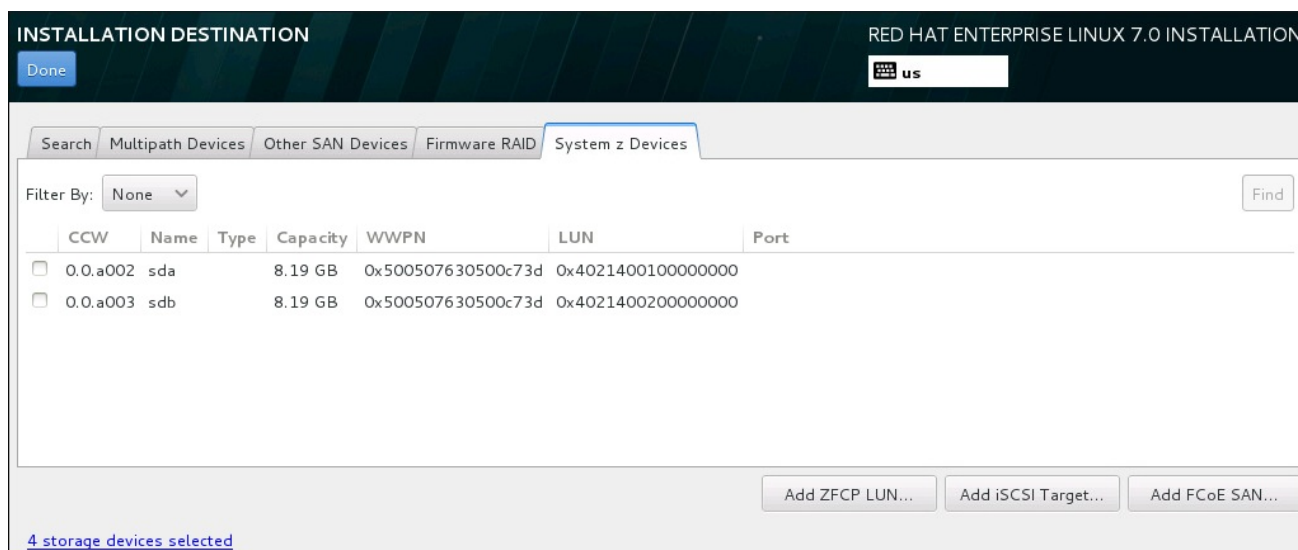 INSTALLATION DESTINATION
RED HAT ENTERPRISE LINUX 7.0 INSTALLATION
Done
us
Search Multipath Devices Other SAN Devices Firmware RAID System z Devices
Filter By: None Find
CCW Name Type Capacity WWPN LUN Port
0.0.a002 sda 8.19 GB 0x500507630500c73d 0x4021400100000000
0.0.a003 sdb 8.19 GB 0x500507630500c73d 0x4021400200000000
Add ZFCP LUN... Add iSCSI Target... Add FCoE SAN...
4 storage devices selected